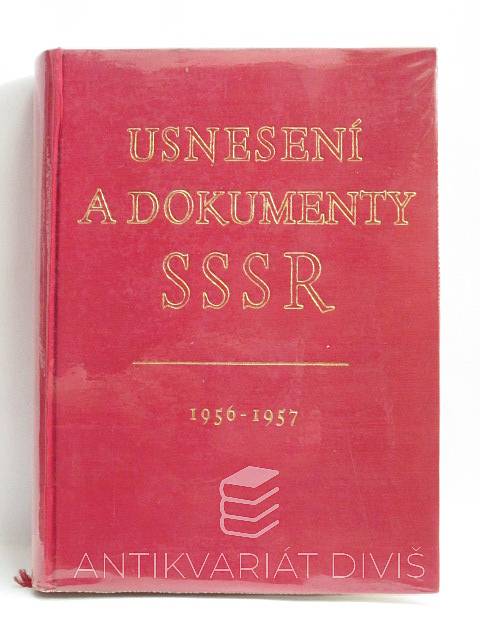 USNESENÍ
A DOKUMENTY
SSSR
1956-1957
ANTIKVARIÁT DIVIŠ